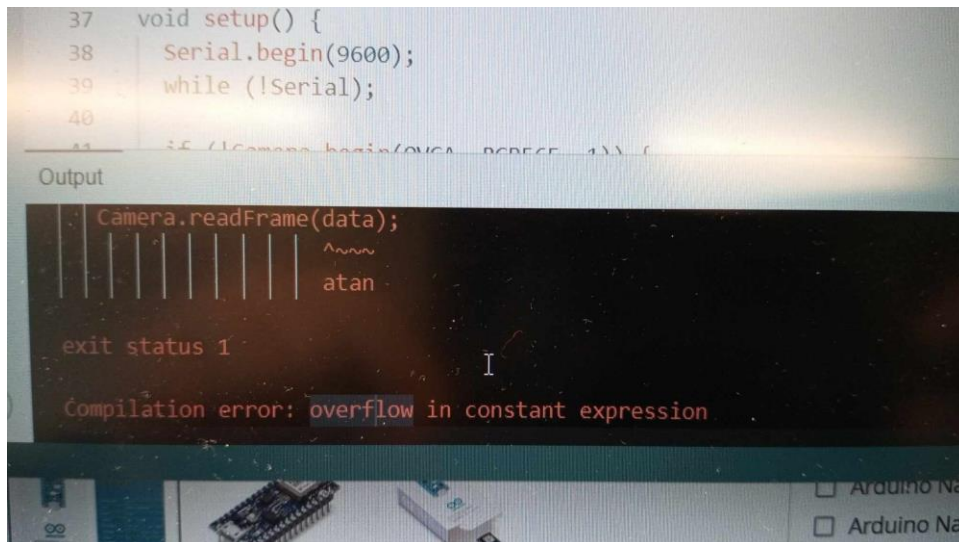 37 void setup() {
38 Serial.begin(9600);
39 while (!Serial);
40
Output
Camera.readFrame(data);
^~~~~
atan
exit status 1
Compilation error: overflow in constant expression
Arduino Na
Arduino Na